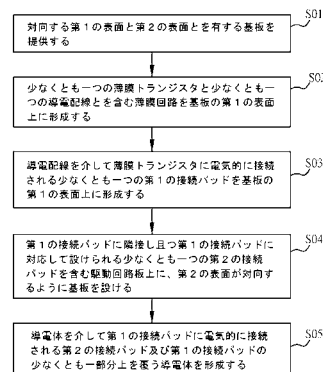 S01
対向する第１の表面と第２の表面とを有する基板を
提供する
S02
少なくとも一つの薄膜トランジスタと少なくとも一
つの導電配線とを含む薄膜回路を基板の第１の表面
上に形成する
S03
導電配線を介して薄膜トランジスタに電気的に接続
される少なくとも一つの第１の接続パッドを基板の
第１の表面上に形成する
S04
第１の接続パッドに隣接し且つ第１の接続パッドに
対応して設けられる少なくとも一つの第２の接続
パッドを含む駆動回路板上に、第２の表面が対向す
るように基板を設ける
S05
導電体を介して第１の接続パッドに電気的に接続
される第２の接続パッド及び第１の接続パッドの
少なくとも一部分上を覆う導電体を形成する